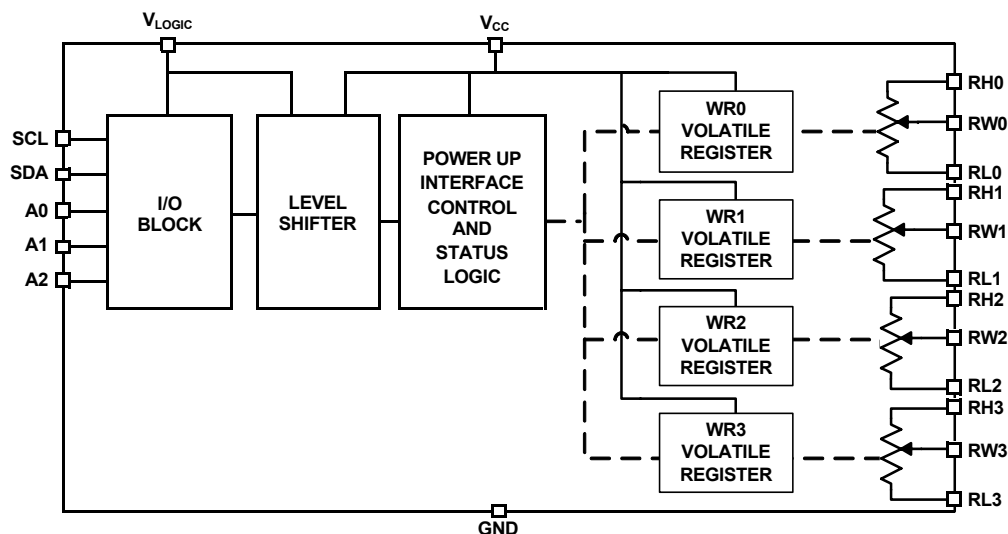 VLOGIC
VCC
SCL
SDA
A0
A1
A2
I/O
BLOCK
LEVEL
SHIFTER
POWER UP
INTERFACE
CONTROL
AND
STATUS
LOGIC
WR0
VOLATILE
REGISTER
WR1
VOLATILE
REGISTER
WR2
VOLATILE
REGISTER
WR3
VOLATILE
REGISTER
RH0
RW0
RL0
RH1
RW1
RL1
RH2
RW2
RL2
RH3
RW3
RL3
GND